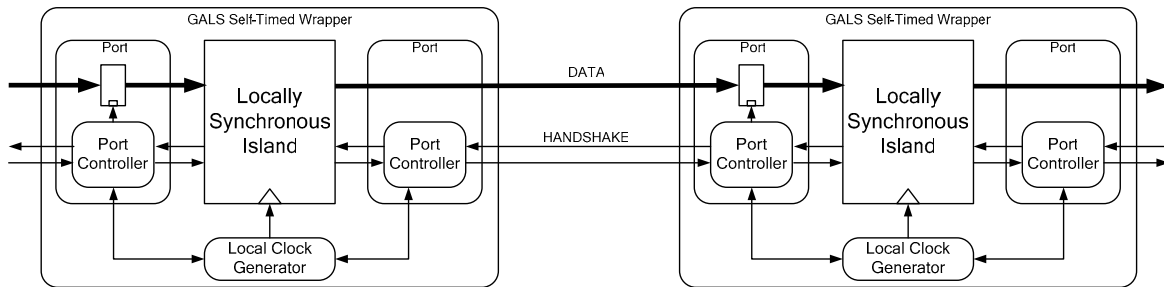 GALS Self-Timed Wrapper
Port
Locally
Synchronous
Island
Port
Port
Controller
Port
Controller
Local Clock
Generator
DATA
HANDSHAKE
GALS Self-Timed Wrapper
Port
Locally
Synchronous
Island
Port
Port
Controller
Port
Controller
Local Clock
Generator